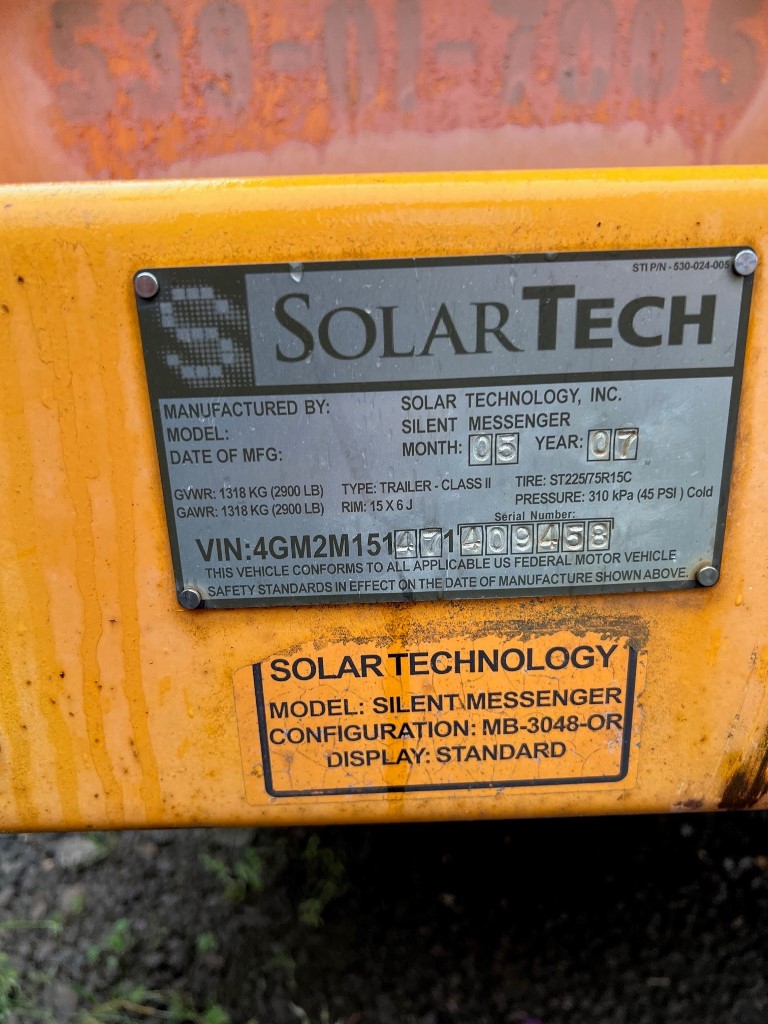 STI P/N - 530-024-005
SOLARTECH
MANUFACTURED BY: SOLAR TECHNOLOGY, INC.
MODEL: SILENT MESSENGER
DATE OF MFG: MONTH: 05 YEAR: 07
GVWR: 1318 KG (2900 LB) TYPE: TRAILER - CLASS II TIRE: ST225/75R15C
GAWR: 1318 KG (2900 LB) RIM: 15 X 6 J PRESSURE: 310 kPa (45 PSI) Cold
Serial Number:
VIN:4GM2M151471409458
THIS VEHICLE CONFORMS TO ALL APPLICABLE US FEDERAL MOTOR VEHICLE
SAFETY STANDARDS IN EFFECT ON THE DATE OF MANUFACTURE SHOWN ABOVE.
SOLAR TECHNOLOGY
MODEL: SILENT MESSENGER
CONFIGURATION: MB-3048-OR
DISPLAY: STANDARD